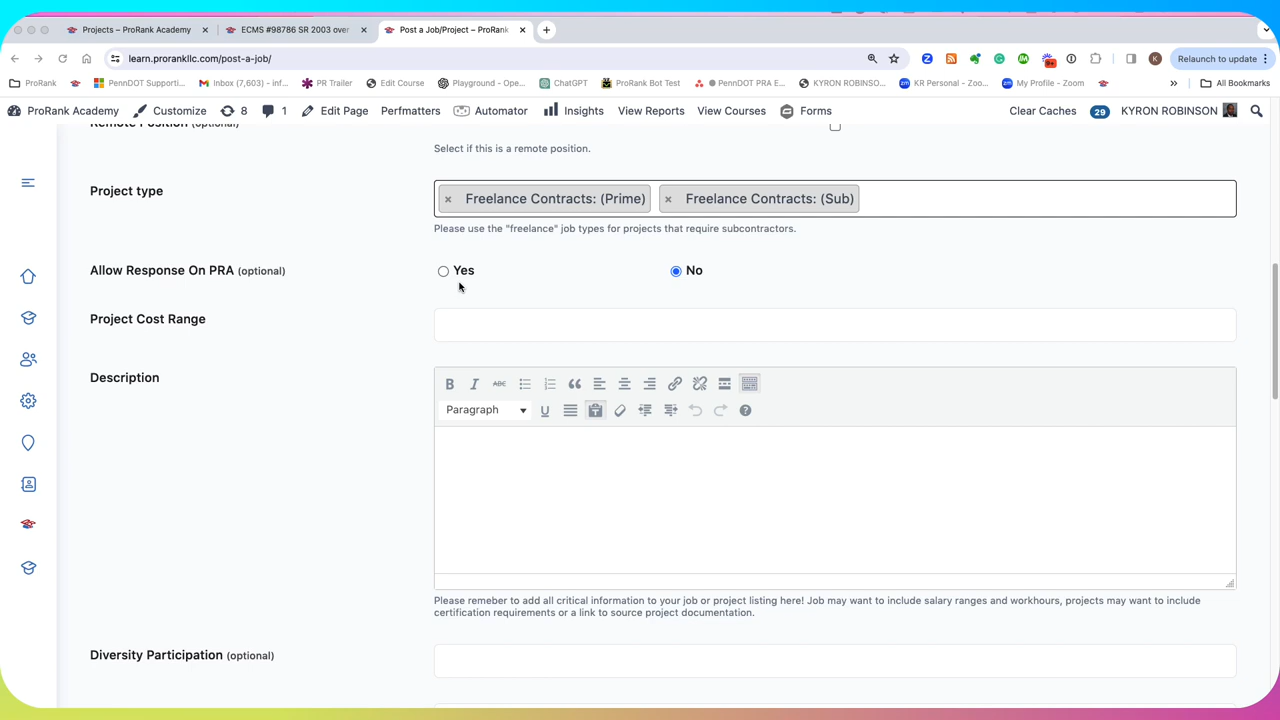 Projects – ProRank Academy
ECMS #98786 SR 2003 over
Post a Job/Project – ProRank
learn.prorankllc.com/post-a-job/
Relaunch to update
K
ProRank
PennDOT Supporti...
Inbox (7,603) – inf...
PR Trailer
Edit Course
Playground - Ope...
ChatGPT
ProRank Bot Test
PennDOT PRA E...
KYRON ROBINSO...
KR Personal - Zoo...
My Profile - Zoom
»
All Bookmarks
ProRank Academy
Customize
8
1
Edit Page
Perfmatters
Automator
Insights
View Reports
View Courses
Forms
Clear Caches
29
KYRON ROBINSON
Remote Position (optional)
Select if this is a remote position.
Project type
× Freelance Contracts: (Prime)
× Freelance Contracts: (Sub)
Please use the "freelance" job types for projects that require subcontractors.
Allow Response On PRA (optional)
Yes
No
Project Cost Range
Description
B I ABC
Paragraph
U
Please remeber to add all critical information to your job or project listing here! Job may want to include salary ranges and workhours, projects may want to include
certification requirements or a link to source project documentation.
Diversity Participation (optional)